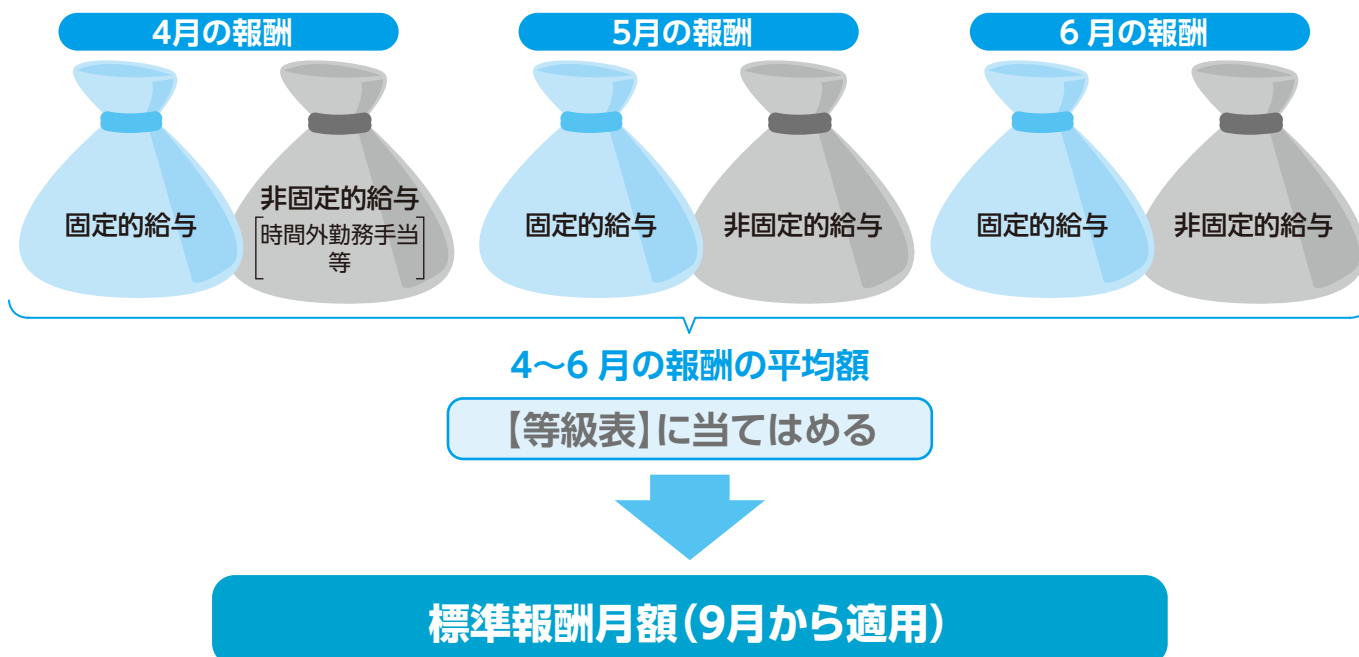 4月の報酬
5月の報酬
6月の報酬
固定的給与
非固定的給与
時間外勤務手当
等
固定的給与
非固定的給与
固定的給与
非固定的給与
4～6月の報酬の平均額
【等級表】に当てはめる
標準報酬月額（9月から適用）